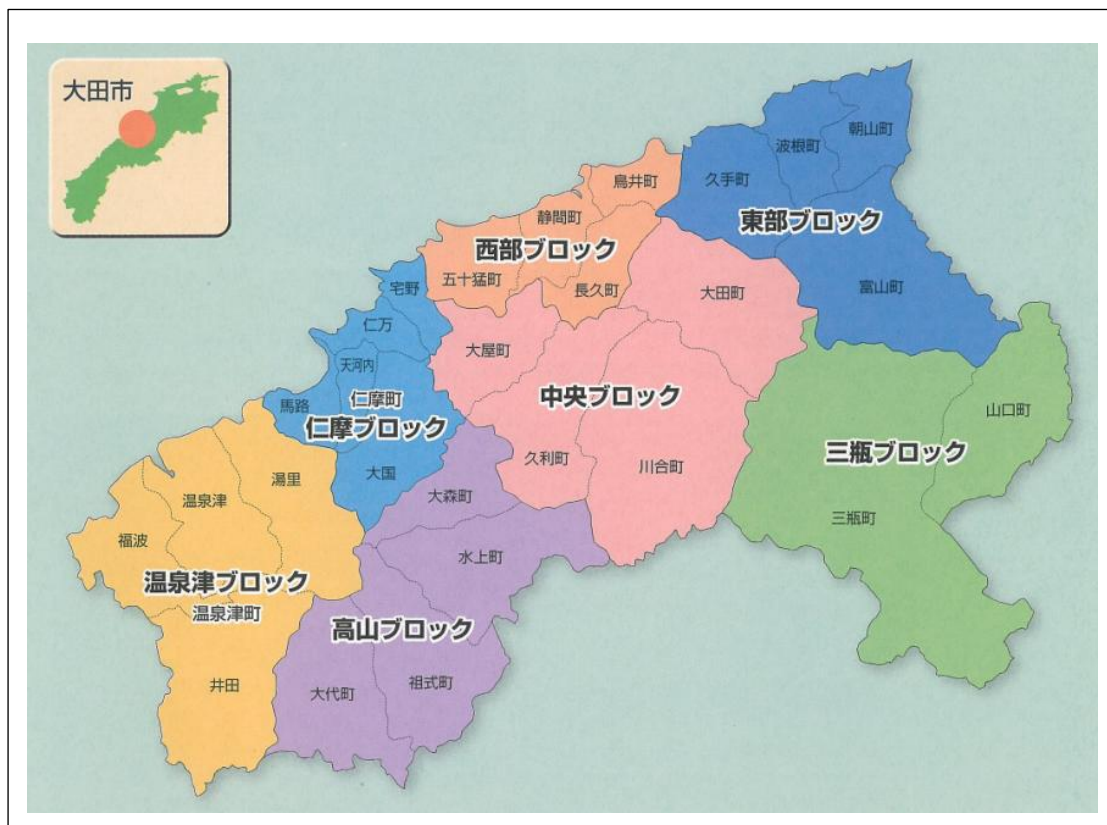 大田市
朝山町
波根町
久手町
東部ブロック
富山町
鳥井町
静間町
西部ブロック
五十猛町
長久町
大田町
大屋町
中央ブロック
久利町
川合町
宅野
仁万
天河内
仁摩町
馬路
仁摩ブロック
大国
山口町
三瓶ブロック
三瓶町
大森町
水上町
高山ブロック
大代町
祖式町
湯里
温泉津
福波
温泉津ブロック
温泉津町
井田